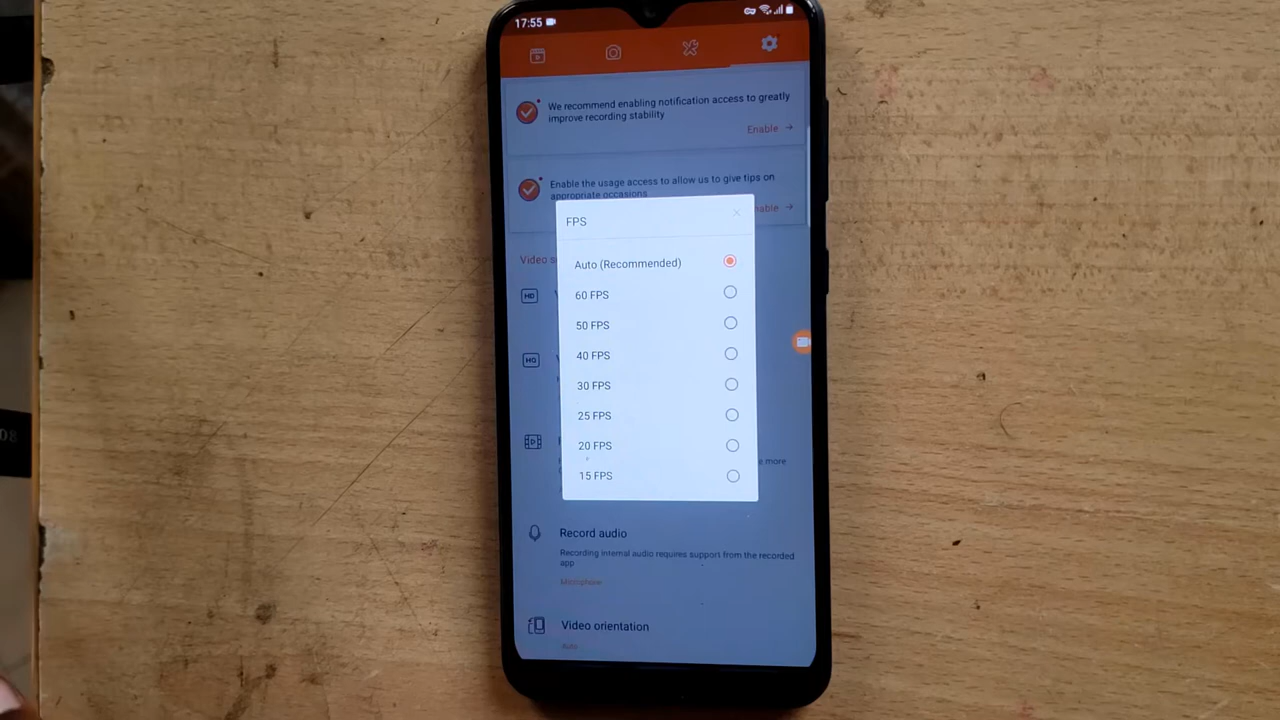 17:55
We recommend enabling notification access to greatly
improve recording stability
Enable
Enable the usage access to allow us to give tips on
appropriate occasions
nable
FPS
Video s
Auto (Recommended)
HD
60 FPS
50 FPS
HQ
40 FPS
30 FPS
25 FPS
20 FPS
e more
15 FPS
Record audio
Recording internal audio requires support from the recorded
app
Microphone
Video orientation
Auto
08